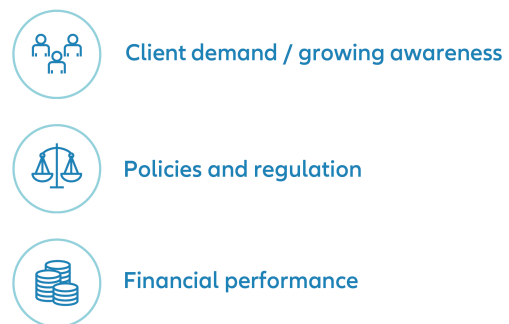 Client demand / growing awareness
Policies and regulation
Financial performance